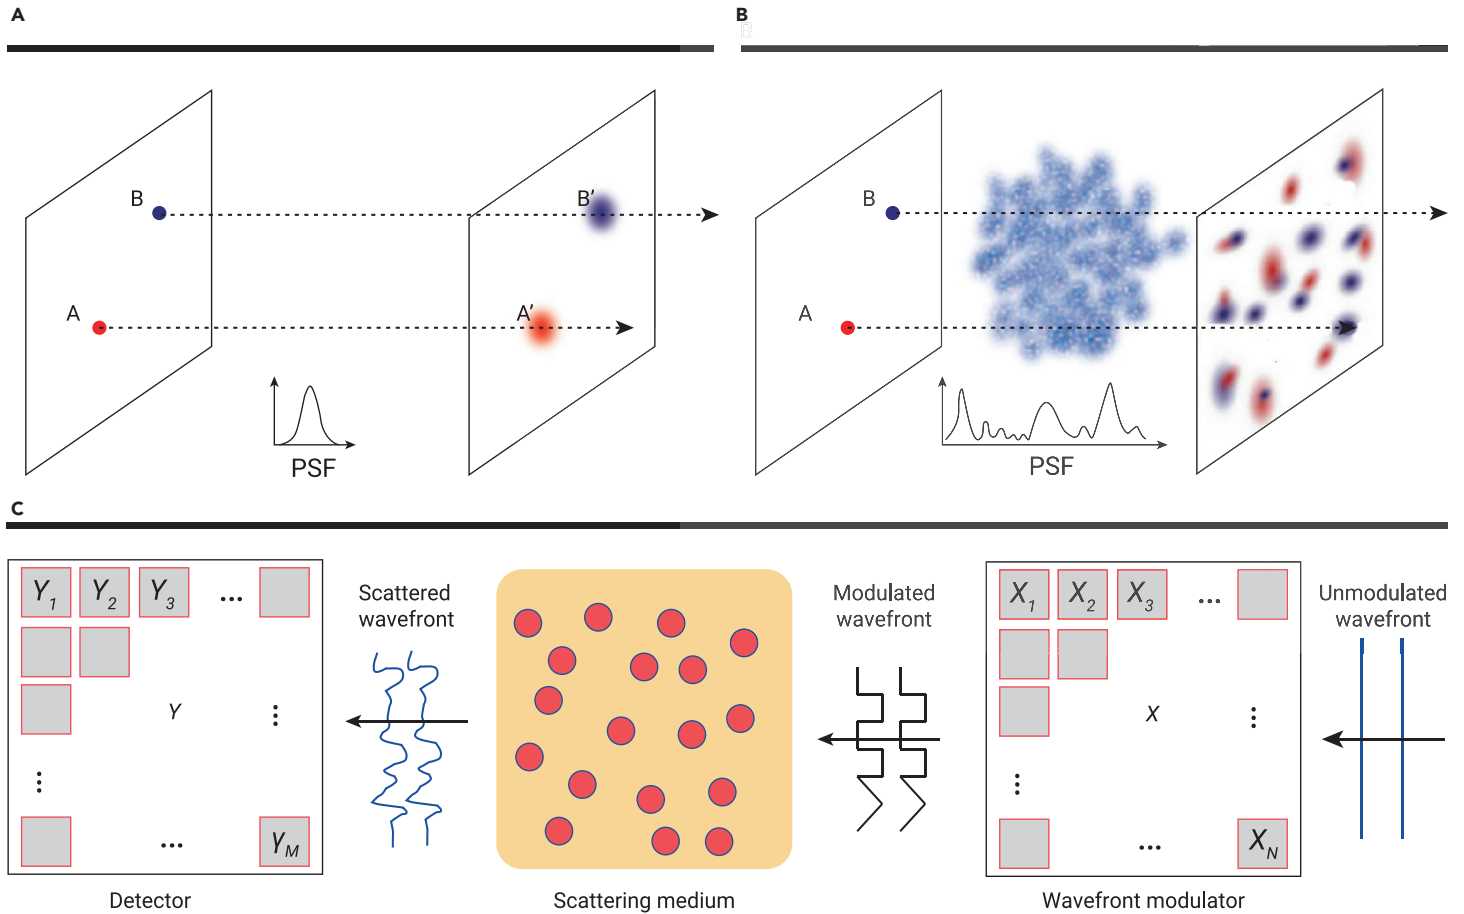 A
B
B
B’
A
A’
PSF
B
A
PSF
C
Y1 Y2 Y3 ...
Y
...
YM
Detector
Scattered
wavefront
Scattering medium
Modulated
wavefront
X1 X2 X3 ...
X
...
XN
Wavefront modulator
Unmodulated
wavefront